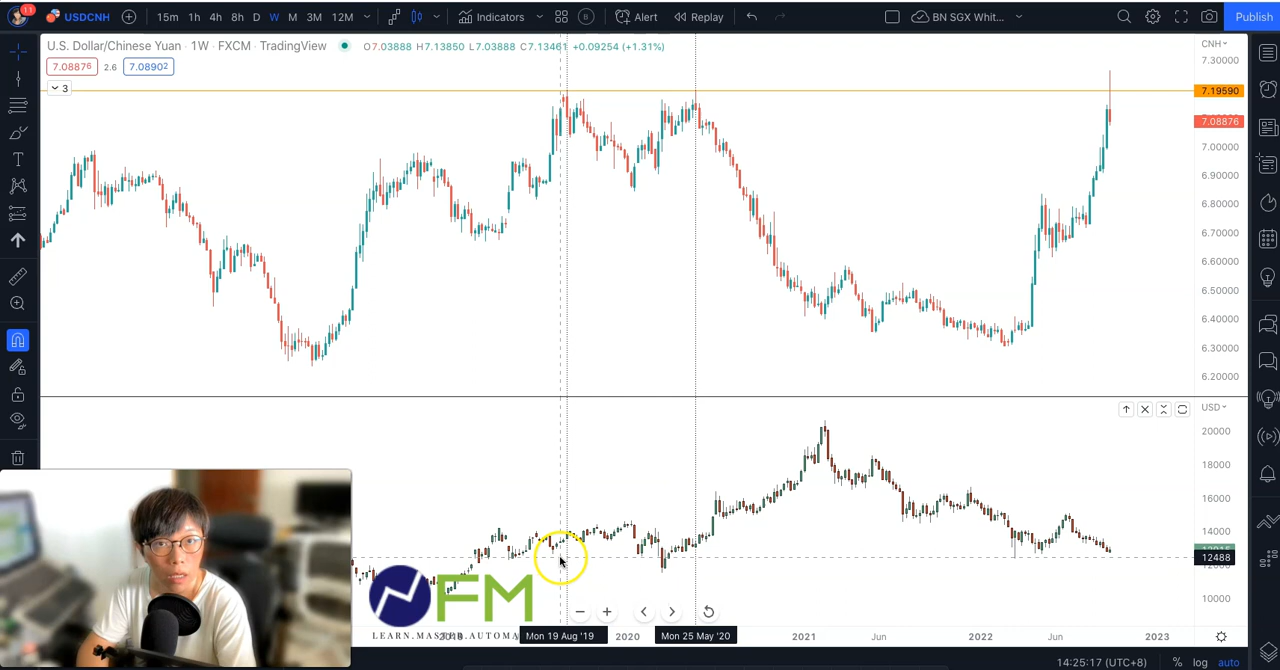 11
USDCNH
15m 1h 4h 8h D W M 3M 12M
Indicators
B
Alert
Replay
BN SGX Whit...
Publish
U.S. Dollar/Chinese Yuan · 1W · FXCM · TradingView
O7.03888 H7.13850 L7.03888 C7.13461 +0.09254 (+1.31%)
7.08876 2.6 7.08902
3
CNH
7.30000
7.19590
7.08876
7.00000
6.90000
6.80000
6.70000
6.60000
6.50000
6.40000
6.30000
6.20000
USD
20000
18000
16000
14000
12488
10000
FM
LEARN.MASTER.AUTOMA
Mon 19 Aug '19
2020
Mon 25 May '20
2021
Jun
2022
Jun
2023
14:25:17 (UTC+8)
% log auto